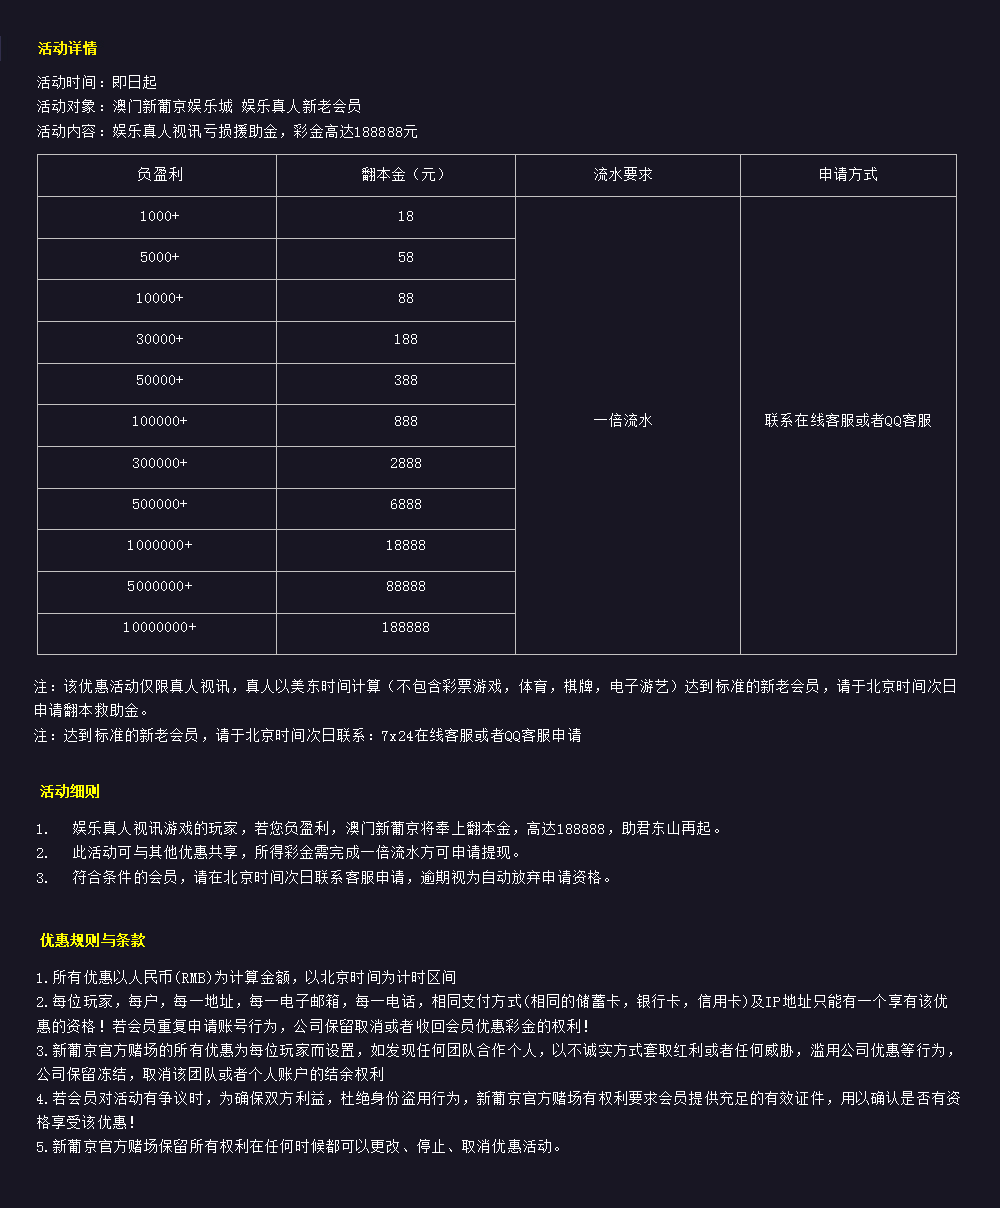 活动详情
活动时间：即日起
活动对象：澳门新葡京娱乐城 娱乐真人新老会员
活动内容：娱乐真人视讯亏损援助金，彩金高达188888元
负盈利 翻本金（元） 流水要求 申请方式
1000+ 18
5000+ 58
10000+ 88
30000+ 188
50000+ 388
100000+ 888 一倍流水 联系在线客服或者QQ客服
300000+ 2888
500000+ 6888
1000000+ 18888
5000000+ 88888
10000000+ 188888
注：该优惠活动仅限真人视讯，真人以美东时间计算（不包含彩票游戏，体育，棋牌，电子游艺）达到标准的新老会员，请于北京时间次日
申请翻本救助金。
注：达到标准的新老会员，请于北京时间次日联系：7x24在线客服或者QQ客服申请
活动细则
1. 娱乐真人视讯游戏的玩家，若您负盈利，澳门新葡京将奉上翻本金，高达188888，助君东山再起。
2. 此活动可与其他优惠共享，所得彩金需完成一倍流水方可申请提现。
3. 符合条件的会员，请在北京时间次日联系客服申请，逾期视为自动放弃申请资格。
优惠规则与条款
1.所有优惠以人民币(RMB)为计算金额，以北京时间为计时区间
2.每位玩家，每户，每一地址，每一电子邮箱，每一电话，相同支付方式(相同的储蓄卡，银行卡，信用卡)及IP地址只能有一个享有该优
惠的资格！若会员重复申请账号行为，公司保留取消或者收回会员优惠彩金的权利！
3.新葡京官方赌场的所有优惠为每位玩家而设置，如发现任何团队合作个人，以不诚实方式套取红利或者任何威胁，滥用公司优惠等行为，
公司保留冻结，取消该团队或者个人账户的结余权利
4.若会员对活动有争议时，为确保双方利益，杜绝身份盗用行为，新葡京官方赌场有权利要求会员提供充足的有效证件，用以确认是否有资
格享受该优惠！
5.新葡京官方赌场保留所有权利在任何时候都可以更改、停止、取消优惠活动。